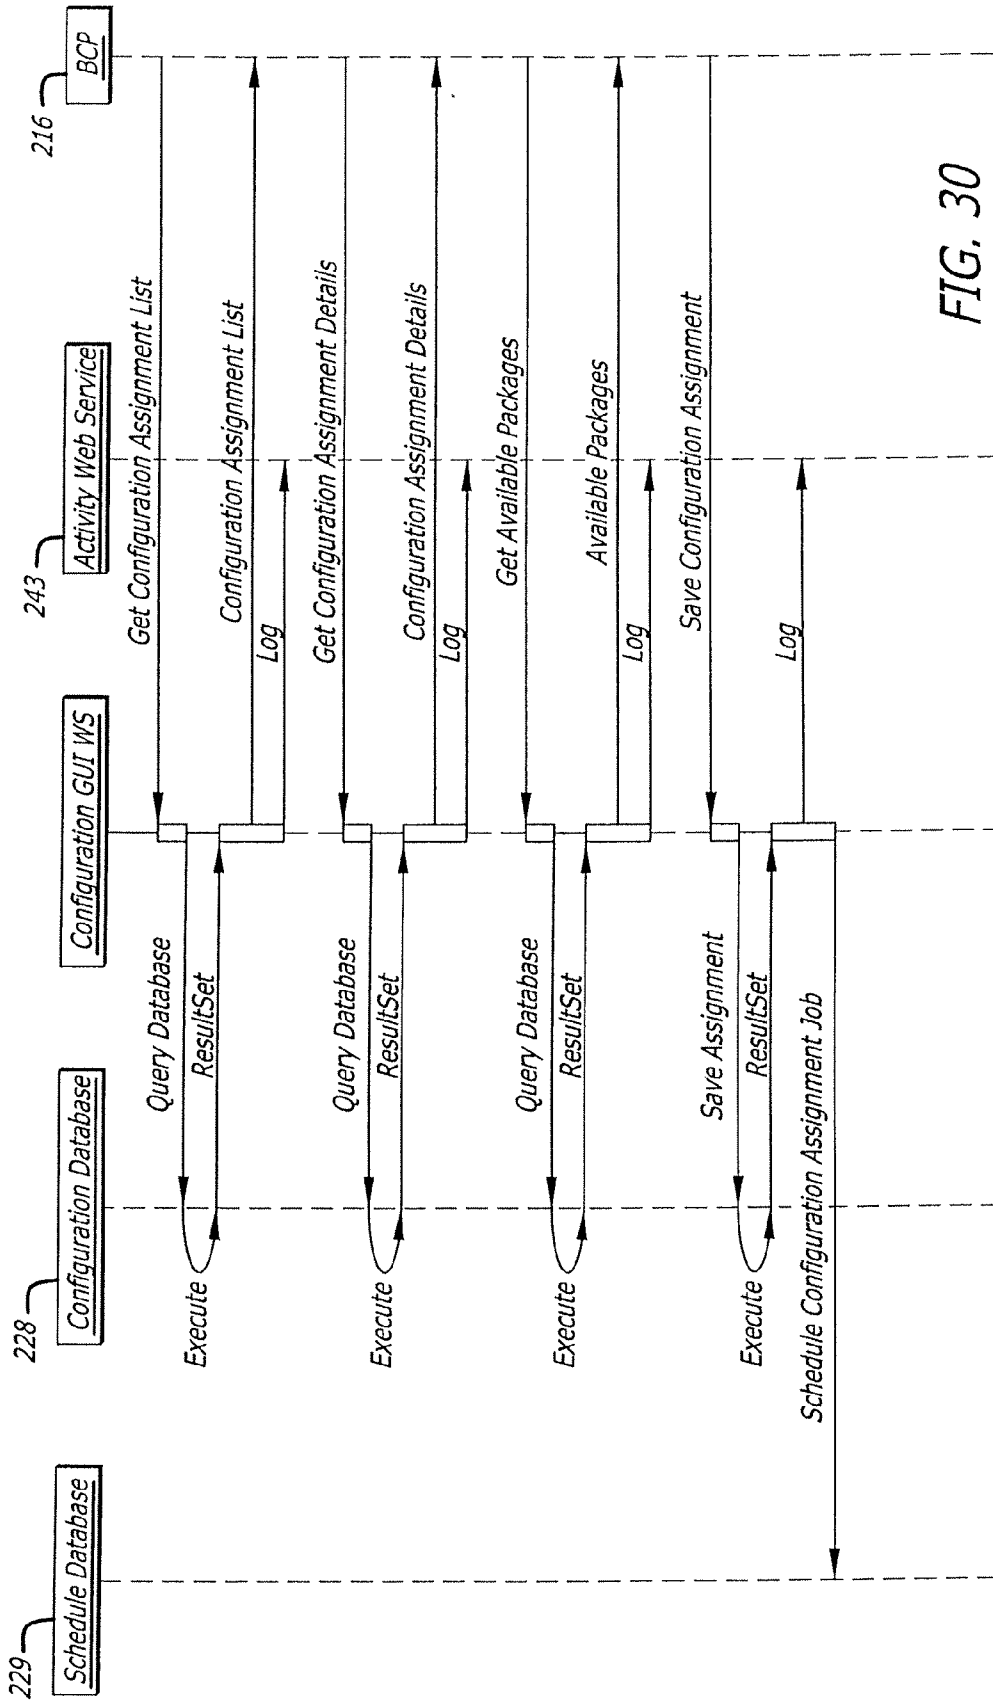 229
Schedule Database
228
Configuration Database
Configuration GUI WS
243
Activity Web Service
216
BCP
Get Configuration Assignment List
Query Database
Execute
ResultSet
Configuration Assignment List
Log
Get Configuration Assignment Details
Query Database
Execute
ResultSet
Configuration Assignment Details
Log
Get Available Packages
Query Database
Execute
ResultSet
Available Packages
Log
Save Configuration Assignment
Save Assignment
Execute
ResultSet
Log
Schedule Configuration Assignment Job
FIG. 30